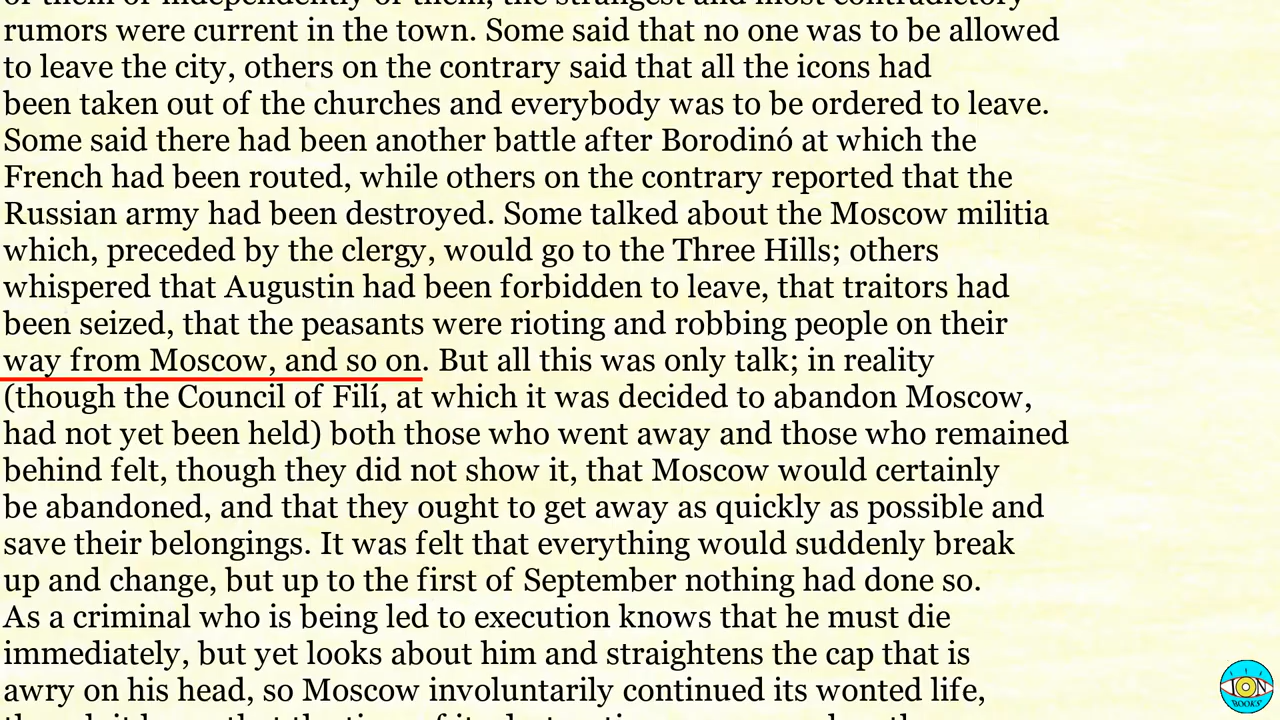 rumors were current in the town. Some said that no one was to be allowed
to leave the city, others on the contrary said that all the icons had
been taken out of the churches and everybody was to be ordered to leave.
Some said there had been another battle after Borodinó at which the
French had been routed, while others on the contrary reported that the
Russian army had been destroyed. Some talked about the Moscow militia
which, preceded by the clergy, would go to the Three Hills; others
whispered that Augustin had been forbidden to leave, that traitors had
been seized, that the peasants were rioting and robbing people on their
way from Moscow, and so on. But all this was only talk; in reality
(though the Council of Filí, at which it was decided to abandon Moscow,
had not yet been held) both those who went away and those who remained
behind felt, though they did not show it, that Moscow would certainly
be abandoned, and that they ought to get away as quickly as possible and
save their belongings. It was felt that everything would suddenly break
up and change, but up to the first of September nothing had done so.
As a criminal who is being led to execution knows that he must die
immediately, but yet looks about him and straightens the cap that is
awry on his head, so Moscow involuntarily continued its wonted life,
ION
BOOKS